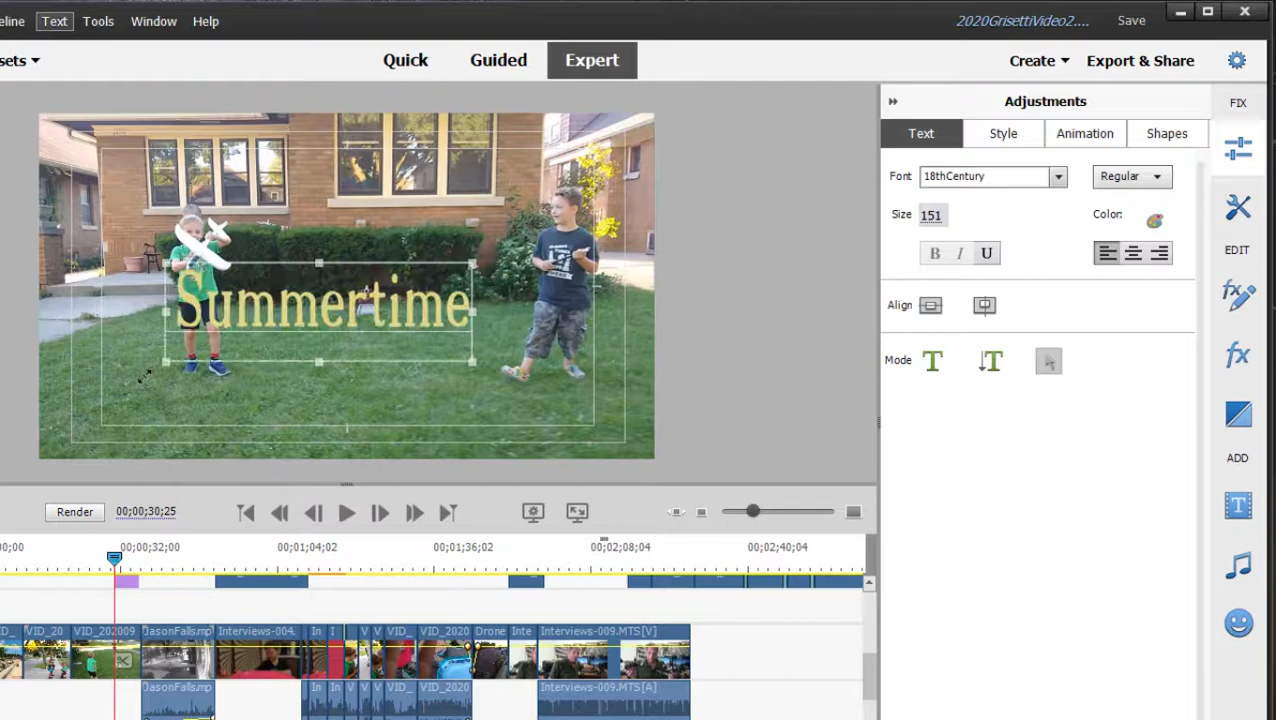 eline Text Tools Window Help 2020GrisettiVideo2.... Save
sets Quick Guided Expert Create Export & Share
Adjustments FIX
Text Style Animation Shapes
Font 18thCentury Regular
Size 151 Color:
B I U
EDIT
Align
Mode T T
Summertime
ADD
T
Render 00;00;30;25
;00 00;00;32;00 00;01;04;02 00;01;36;02 00;02;08;04 00;02;40;04
ID_ VID_20 VID_202009 JasonFalls.mp Interviews-004. In I V V VID_ VID_2020 Drone Inte Interviews-009.MTS[V]
JasonFalls.mp In In V V V VID_ VID_2020 Interviews-009.MTS[A]